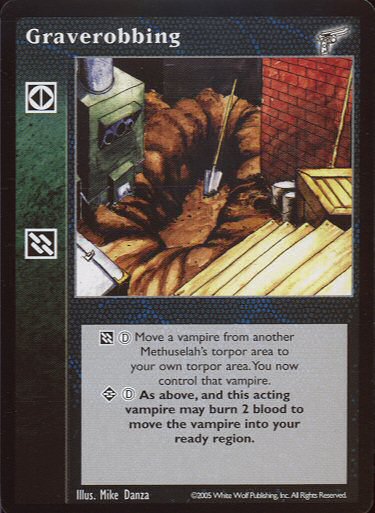 Graverobbing
Ⓓ Move a vampire from another
Methuselah's torpor area to
your own torpor area. You now
control that vampire.
Ⓓ As above, and this acting
vampire may burn 2 blood to
move the vampire into your
ready region.
Illus. Mike Danza
©2005 White Wolf Publishing, Inc. All Rights Reserved.